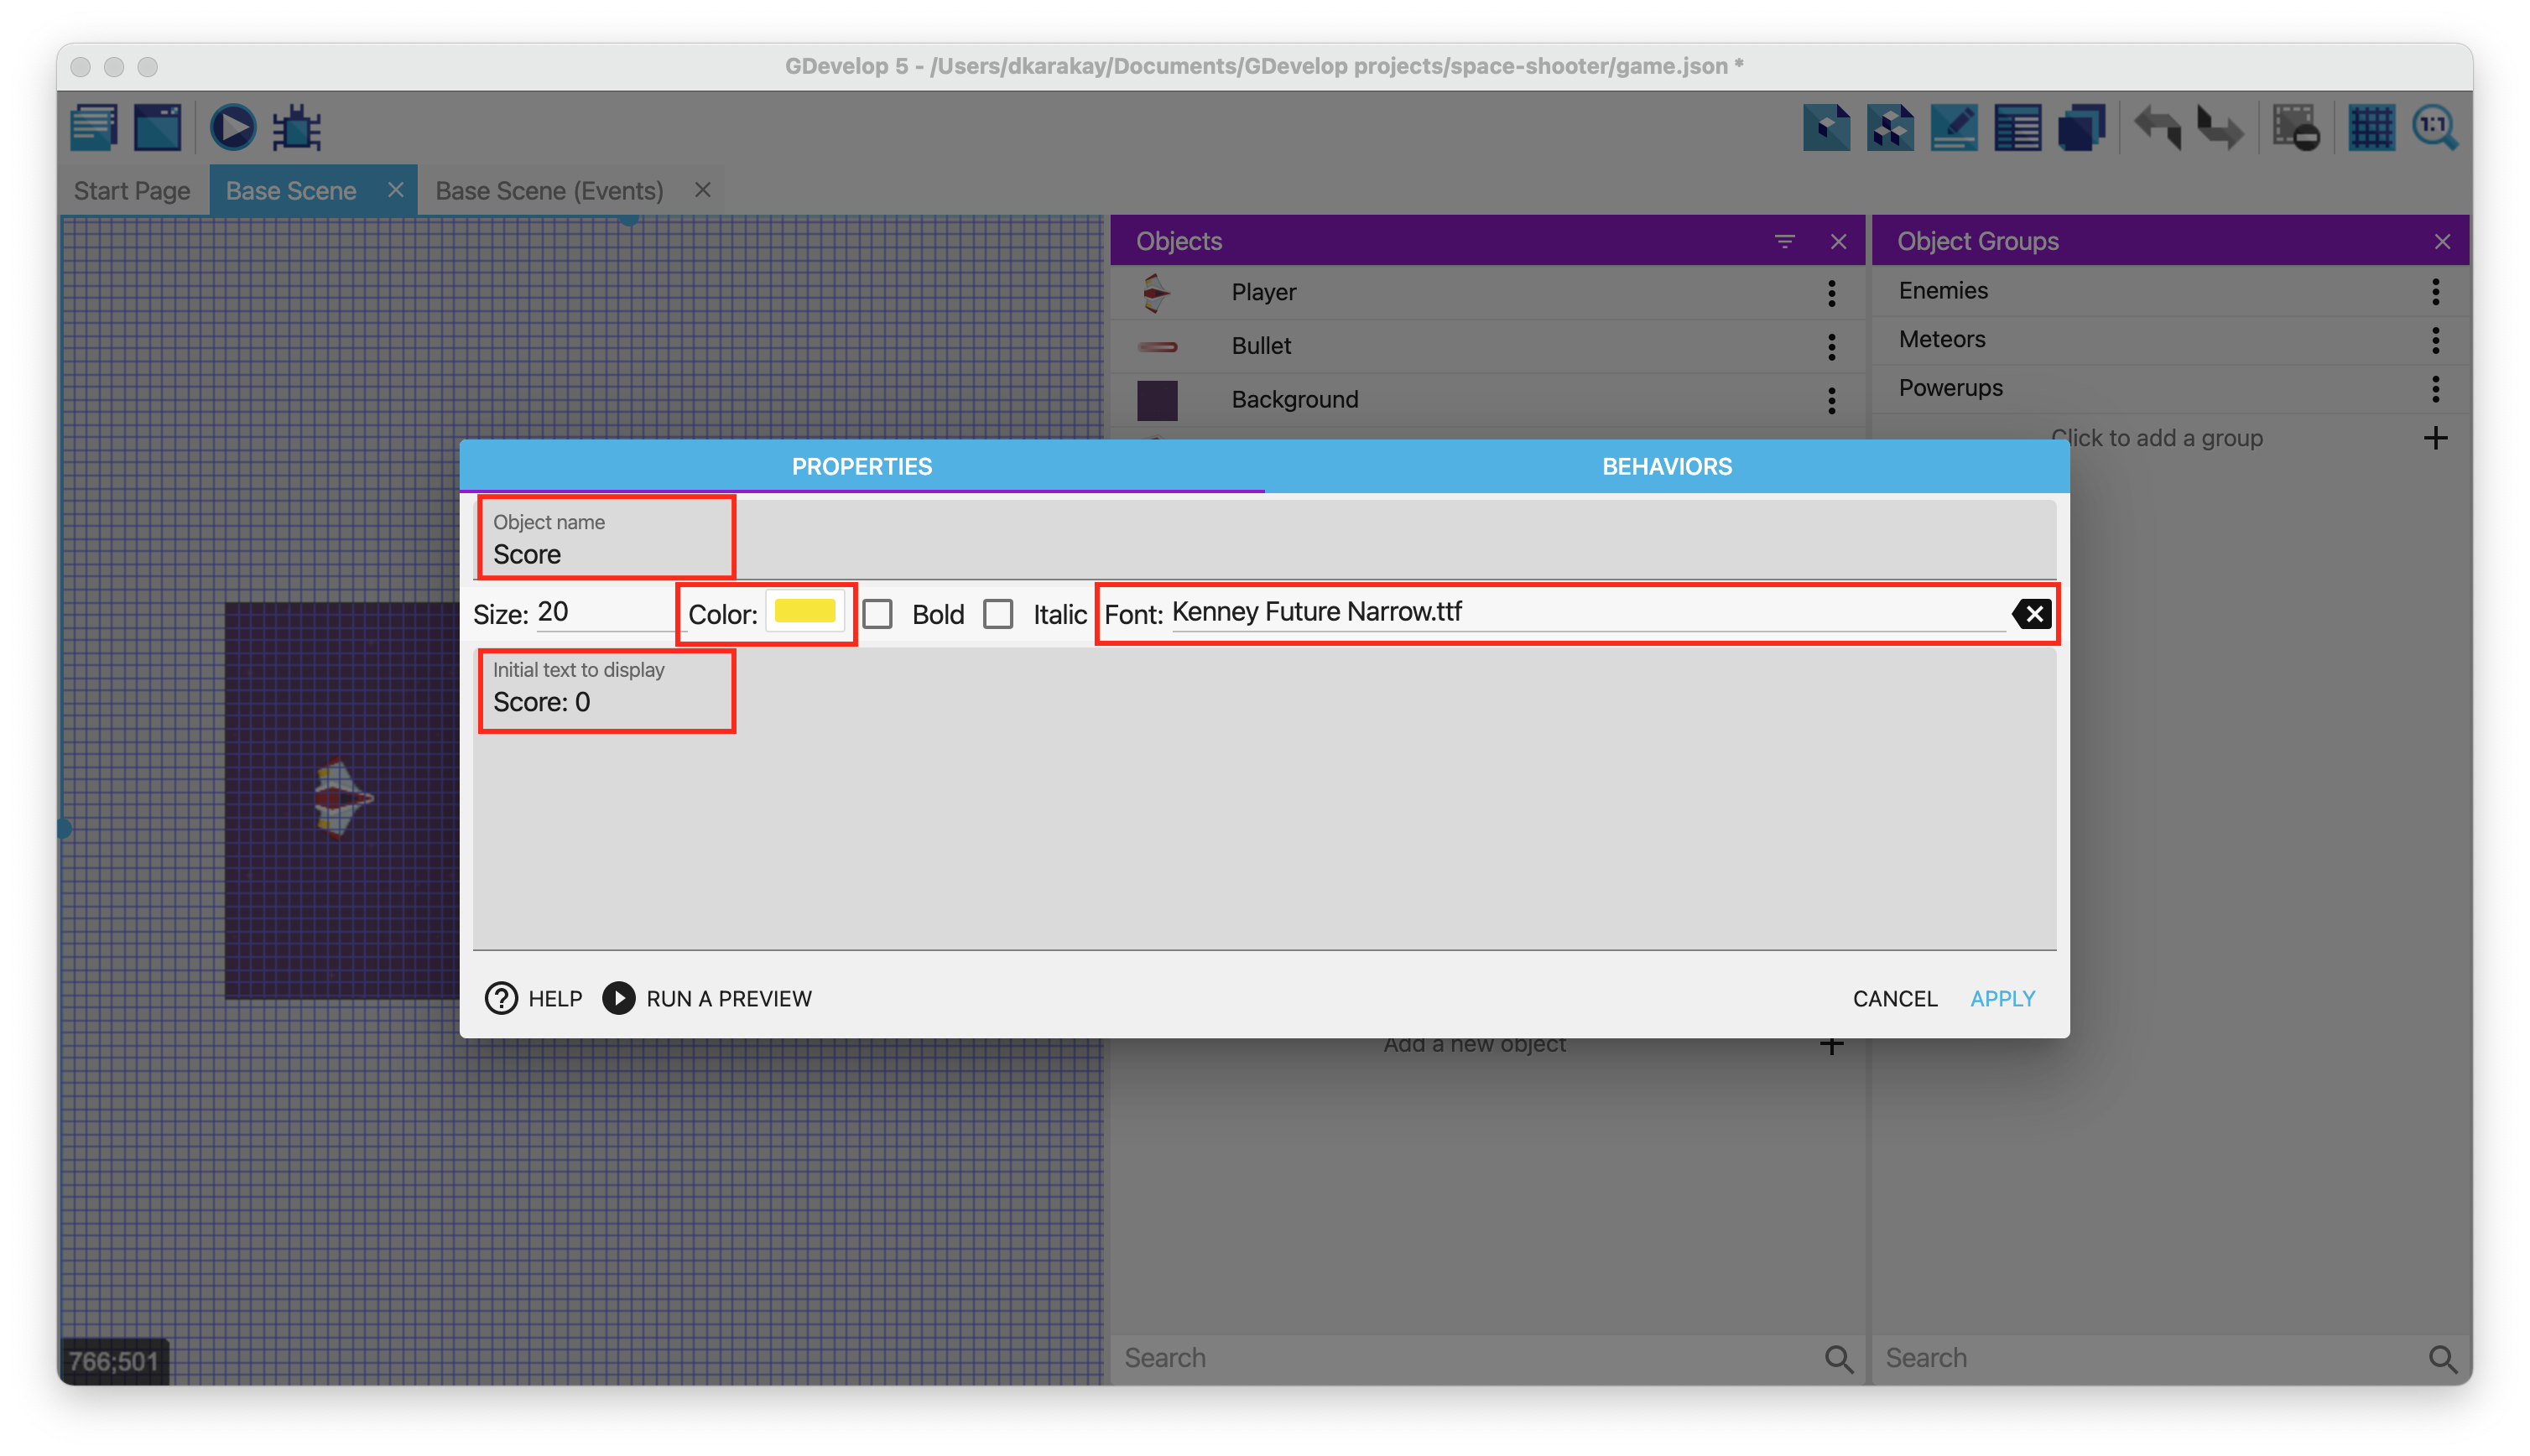 GDevelop 5 - /Users/dkarakay/Documents/GDevelop projects/space-shooter/game.json *
1:1
Start Page
Base Scene
Base Scene (Events)
Objects
Object Groups
Player
Bullet
Background
Enemies
Meteors
Powerups
Click to add a group
PROPERTIES
BEHAVIORS
Object name
Score
Size: 20
Color:
Bold
Italic
Font: Kenney Future Narrow.ttf
Initial text to display
Score: 0
HELP
RUN A PREVIEW
CANCEL
APPLY
Add a new object
766;501
Search
Search